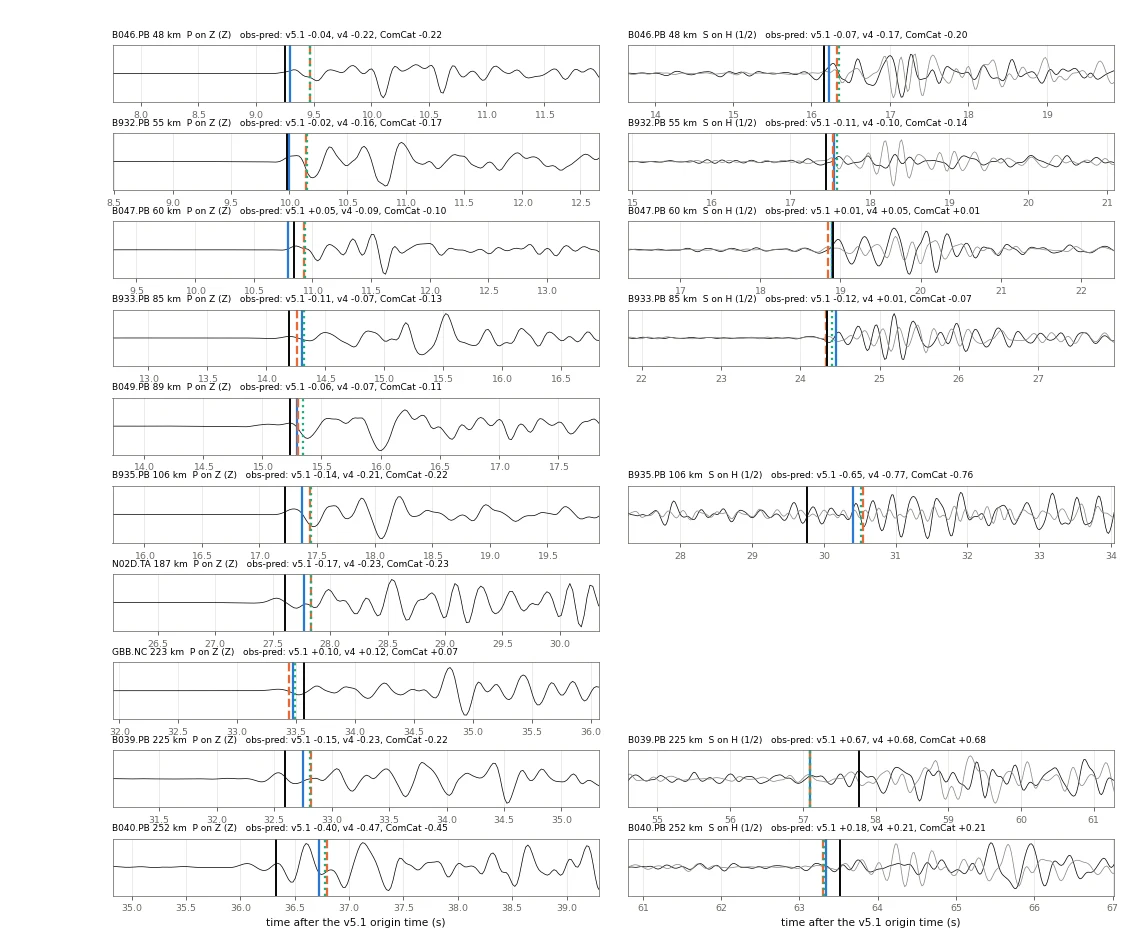 B046.PB 48 km  P on Z (Z)   obs-pred: v5.1 -0.04, v4 -0.22, ComCat -0.22
8.0 8.5 9.0 9.5 10.0 10.5 11.0 11.5
B046.PB 48 km  S on H (1/2)   obs-pred: v5.1 -0.07, v4 -0.17, ComCat -0.20
14 15 16 17 18 19
B932.PB 55 km  P on Z (Z)   obs-pred: v5.1 -0.02, v4 -0.16, ComCat -0.17
8.5 9.0 9.5 10.0 10.5 11.0 11.5 12.0 12.5
B932.PB 55 km  S on H (1/2)   obs-pred: v5.1 -0.11, v4 -0.10, ComCat -0.14
15 16 17 18 19 20 21
B047.PB 60 km  P on Z (Z)   obs-pred: v5.1 +0.05, v4 -0.09, ComCat -0.10
9.5 10.0 10.5 11.0 11.5 12.0 12.5 13.0
B047.PB 60 km  S on H (1/2)   obs-pred: v5.1 +0.01, v4 +0.05, ComCat +0.01
17 18 19 20 21 22
B933.PB 85 km  P on Z (Z)   obs-pred: v5.1 -0.11, v4 -0.07, ComCat -0.13
13.0 13.5 14.0 14.5 15.0 15.5 16.0 16.5
B933.PB 85 km  S on H (1/2)   obs-pred: v5.1 -0.12, v4 +0.01, ComCat -0.07
22 23 24 25 26 27
B049.PB 89 km  P on Z (Z)   obs-pred: v5.1 -0.06, v4 -0.07, ComCat -0.11
14.0 14.5 15.0 15.5 16.0 16.5 17.0 17.5
B935.PB 106 km  P on Z (Z)   obs-pred: v5.1 -0.14, v4 -0.21, ComCat -0.22
16.0 16.5 17.0 17.5 18.0 18.5 19.0 19.5
B935.PB 106 km  S on H (1/2)   obs-pred: v5.1 -0.65, v4 -0.77, ComCat -0.76
28 29 30 31 32 33 34
N02D.TA 187 km  P on Z (Z)   obs-pred: v5.1 -0.17, v4 -0.23, ComCat -0.23
26.5 27.0 27.5 28.0 28.5 29.0 29.5 30.0
GBB.NC 223 km  P on Z (Z)   obs-pred: v5.1 +0.10, v4 +0.12, ComCat +0.07
32.0 32.5 33.0 33.5 34.0 34.5 35.0 35.5 36.0
B039.PB 225 km  P on Z (Z)   obs-pred: v5.1 -0.15, v4 -0.23, ComCat -0.22
31.5 32.0 32.5 33.0 33.5 34.0 34.5 35.0
B039.PB 225 km  S on H (1/2)   obs-pred: v5.1 +0.67, v4 +0.68, ComCat +0.68
55 56 57 58 59 60 61
B040.PB 252 km  P on Z (Z)   obs-pred: v5.1 -0.40, v4 -0.47, ComCat -0.45
35.0 35.5 36.0 36.5 37.0 37.5 38.0 38.5 39.0
time after the v5.1 origin time (s)
B040.PB 252 km  S on H (1/2)   obs-pred: v5.1 +0.18, v4 +0.21, ComCat +0.21
61 62 63 64 65 66 67
time after the v5.1 origin time (s)